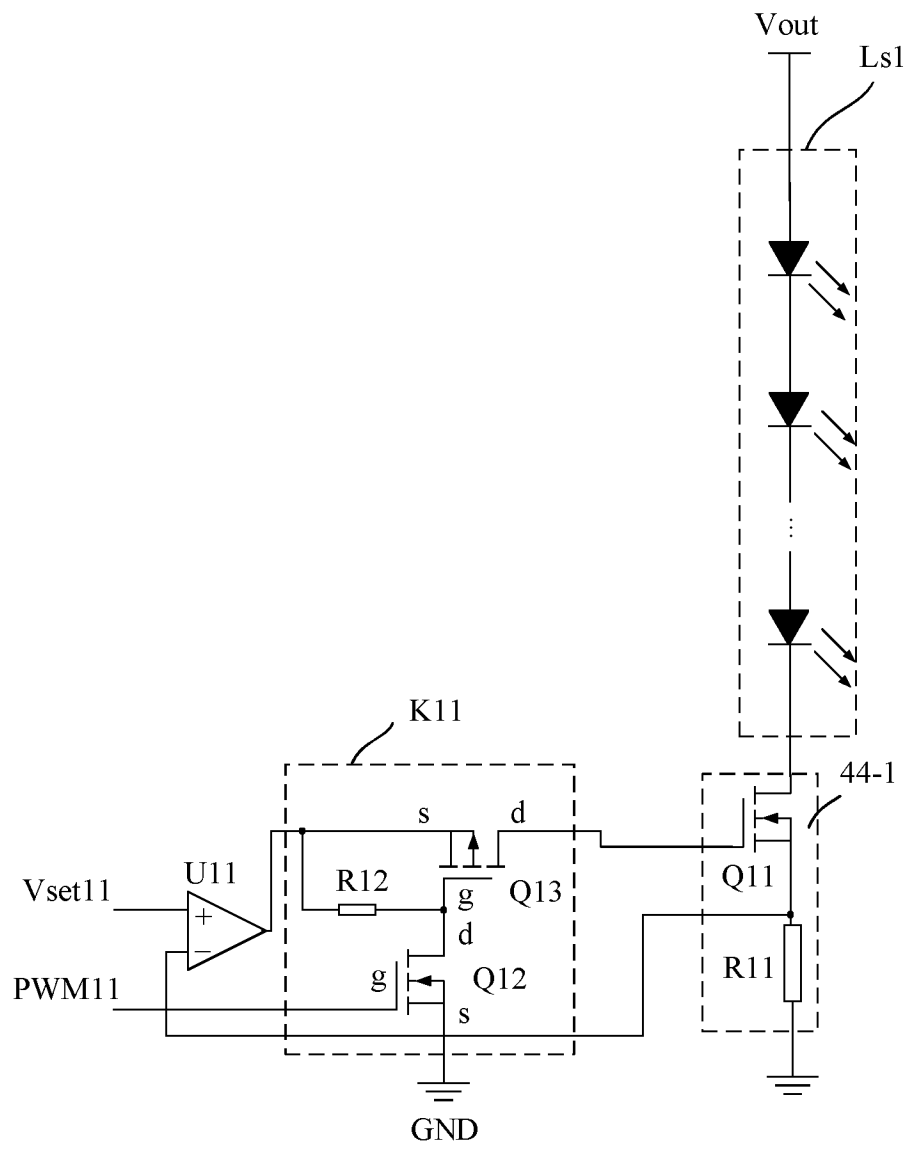 Vout
Ls1
K11
44-1
s
d
U11
R12
Q11
Vset11
+
g
Q13
d
−
R11
PWM11
g
Q12
s
GND